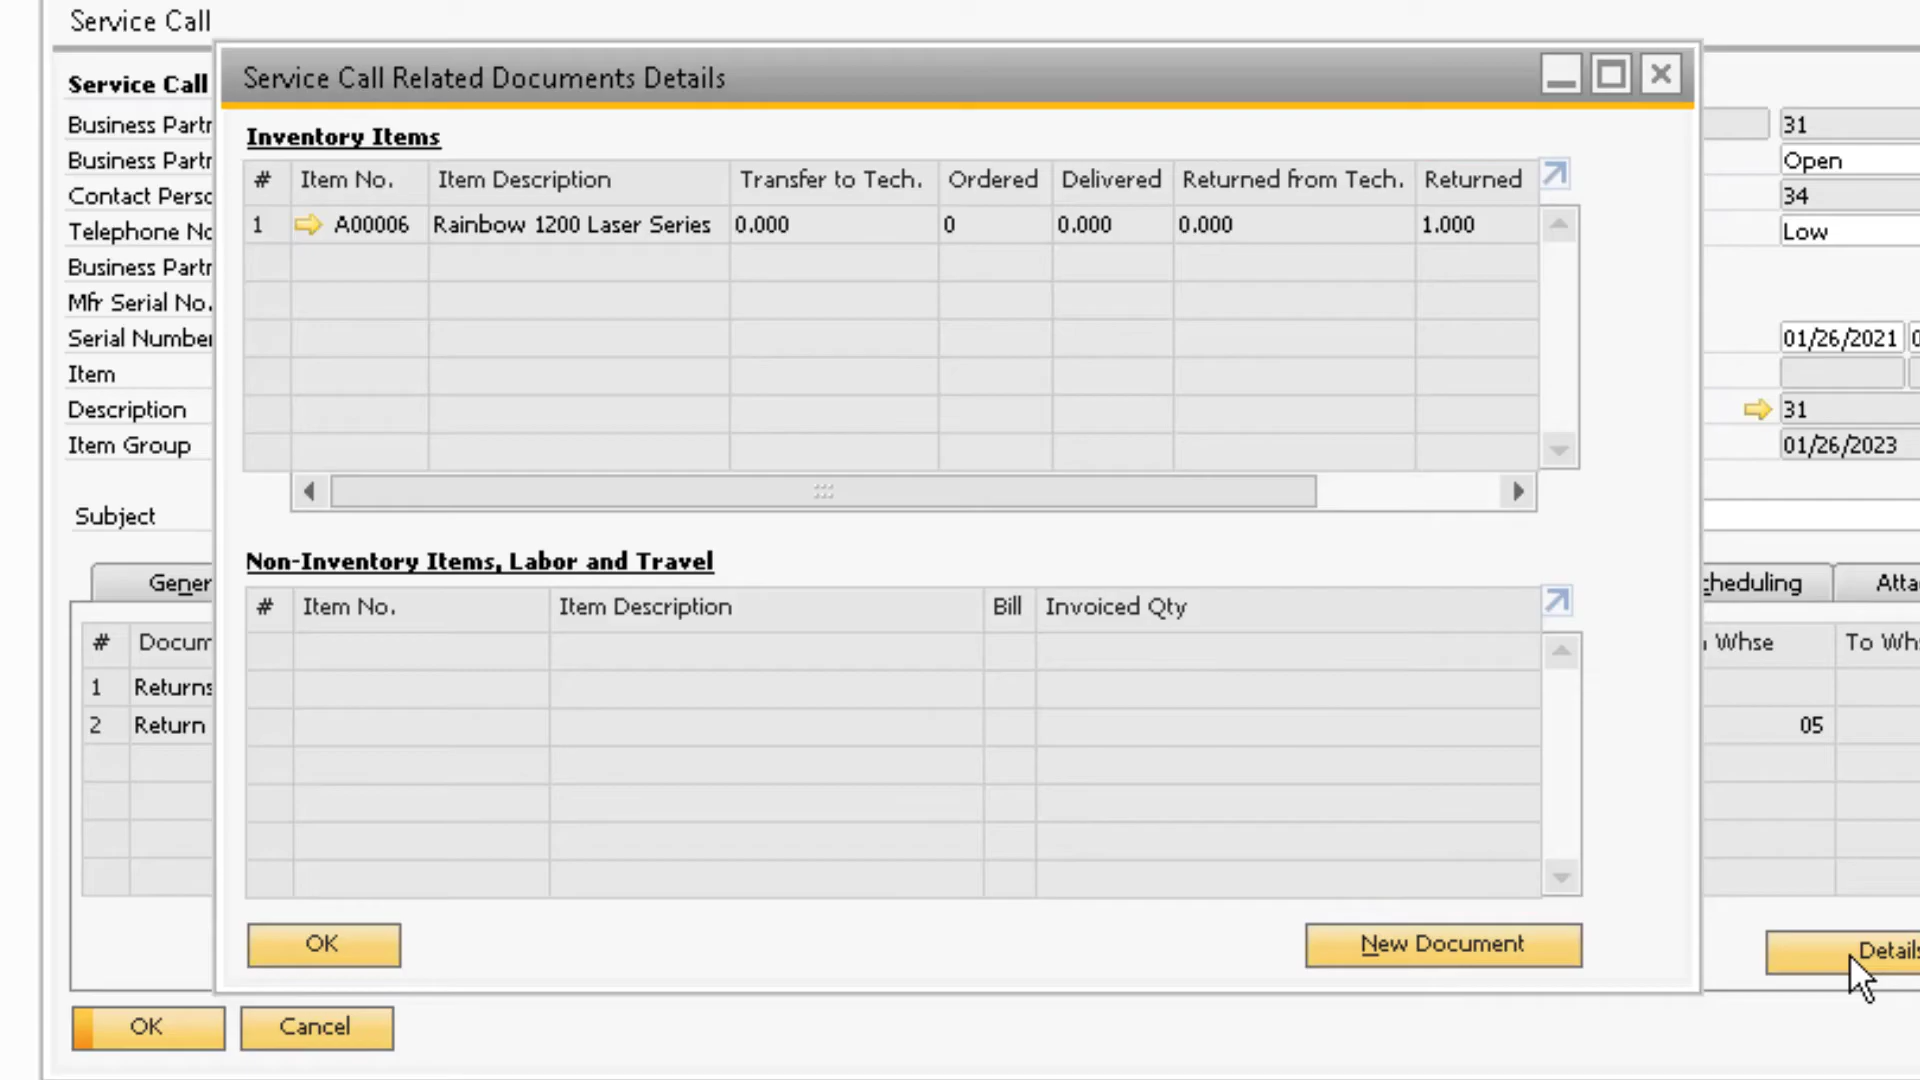 Service Call
Service Call Related Documents Details
Service Call
Inventory Items
Business Partr
31
# Item No. Item Description Transfer to Tech. Ordered Delivered Returned from Tech. Returned
Business Partr
Open
Contact Perso
34
1 A00006 Rainbow 1200 Laser Series 0.000 0 0.000 0.000 1.000
Telephone No
Low
Business Partr
Mfr Serial No.
Serial Number
01/26/2021 0
Item
Description
31
Item Group
01/26/2023
Subject
Non-Inventory Items, Labor and Travel
Gener
cheduling
Atta
# Item No. Item Description Bill Invoiced Qty
# Docum
Whse To Whs
1 Returns
2 Return
05
OK
New Document
Details
OK Cancel